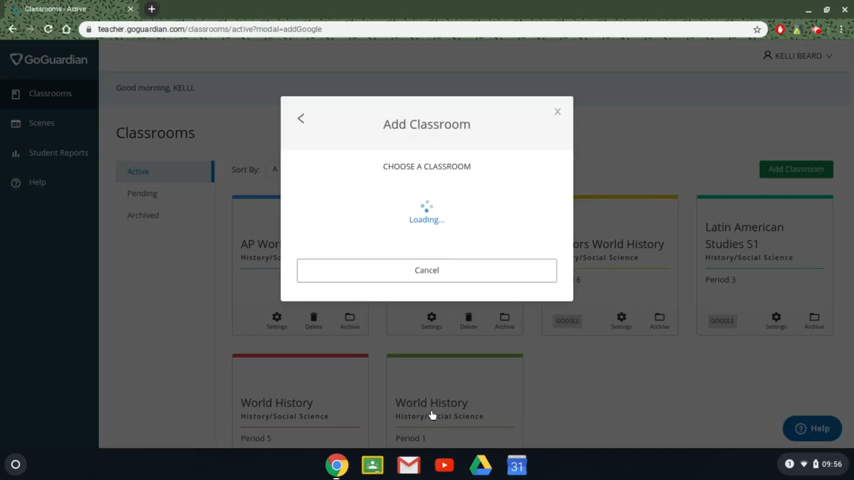 Classrooms - Active
teacher.goguardian.com/classrooms/active?modal=addGoogle
GoGuardian
KELLI BEARD
Classrooms
Scenes
Student Reports
Help
Good morning, KELLI.
Classrooms
Active
Pending
Archived
Sort By: A
Add Classroom
Add Classroom
X
CHOOSE A CLASSROOM
Loading...
Cancel
AP Wor
History/So
Settings
Delete
Archive
Settings
Delete
Archive
ors World History
y/Social Science
6
GOOGLE
Settings
Archive
Latin American
Studies S1
History/Social Science
Period 3
GOOGLE
Settings
Archive
World History
History/Social Science
Period 5
World History
History/Social Science
Period 1
Help
31
09:56